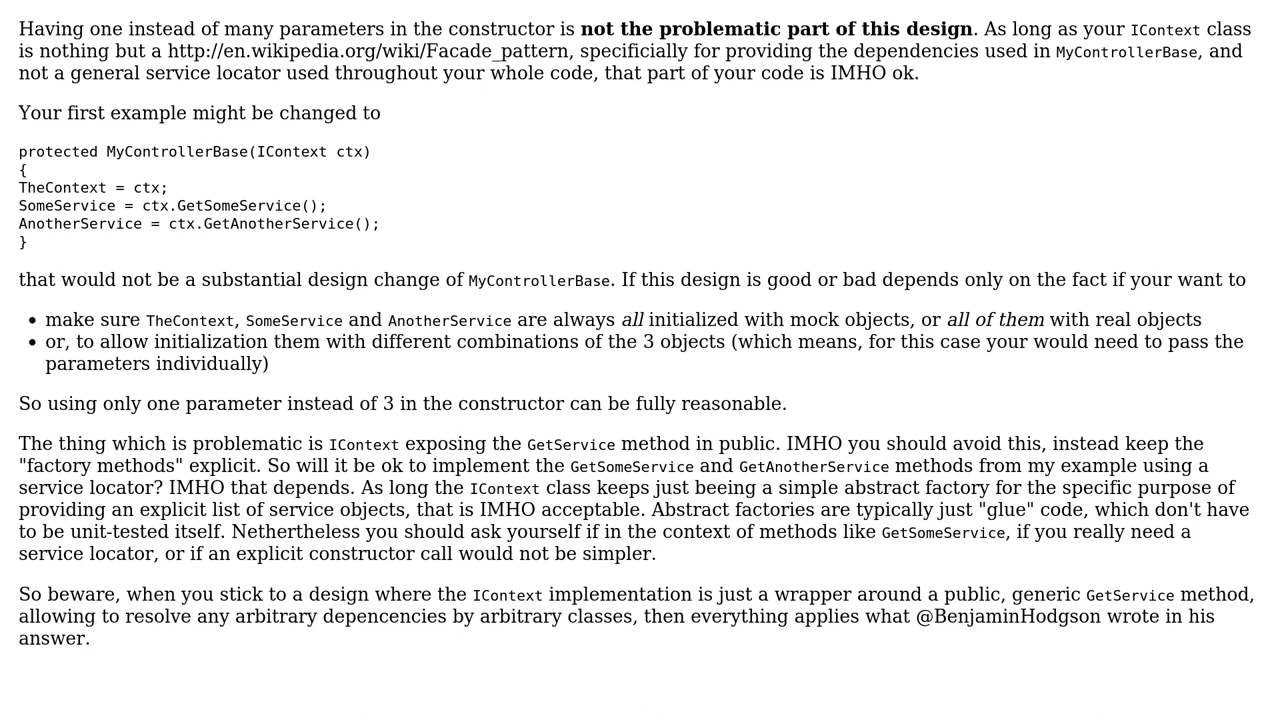 Having one instead of many parameters in the constructor is not the problematic part of this design. As long as your IContext class
is nothing but a http://en.wikipedia.org/wiki/Facade_pattern, specificially for providing the dependencies used in MyControllerBase, and
not a general service locator used throughout your whole code, that part of your code is IMHO ok.
Your first example might be changed to
protected MyControllerBase(IContext ctx)
{
TheContext = ctx;
SomeService = ctx.GetSomeService();
AnotherService = ctx.GetAnotherService();
}
that would not be a substantial design change of MyControllerBase. If this design is good or bad depends only on the fact if your want to
• make sure TheContext, SomeService and AnotherService are always all initialized with mock objects, or all of them with real objects
• or, to allow initialization them with different combinations of the 3 objects (which means, for this case your would need to pass the
parameters individually)
So using only one parameter instead of 3 in the constructor can be fully reasonable.
The thing which is problematic is IContext exposing the GetService method in public. IMHO you should avoid this, instead keep the
"factory methods" explicit. So will it be ok to implement the GetSomeService and GetAnotherService methods from my example using a
service locator? IMHO that depends. As long the IContext class keeps just beeing a simple abstract factory for the specific purpose of
providing an explicit list of service objects, that is IMHO acceptable. Abstract factories are typically just "glue" code, which don't have
to be unit-tested itself. Nethertheless you should ask yourself if in the context of methods like GetSomeService, if you really need a
service locator, or if an explicit constructor call would not be simpler.
So beware, when you stick to a design where the IContext implementation is just a wrapper around a public, generic GetService method,
allowing to resolve any arbitrary depencencies by arbitrary classes, then everything applies what @BenjaminHodgson wrote in his
answer.